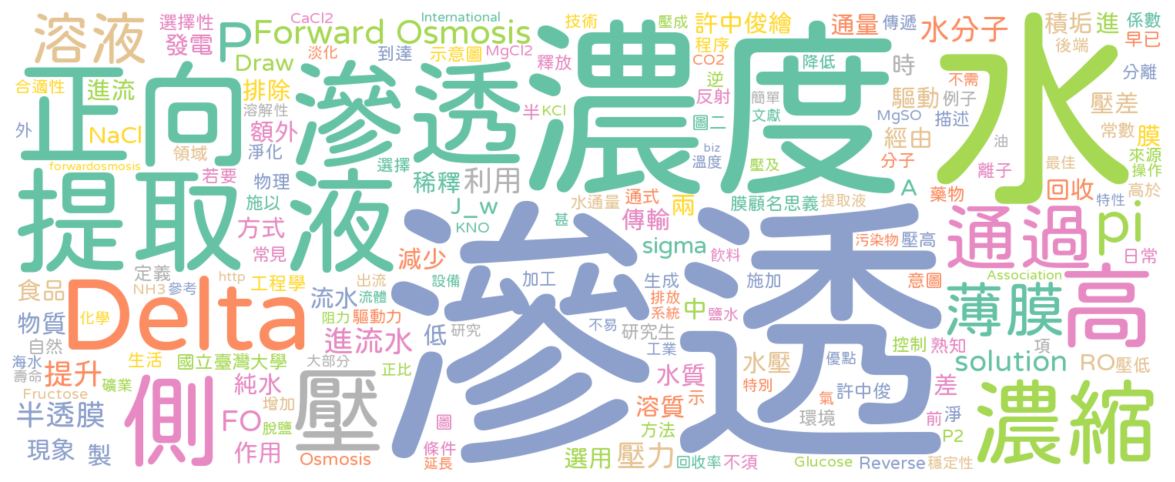 溶液
選擇性
CaCl2
International
技術
壓成
許中俊繪
通量
傳遞
積垢
進
係數
發電
P
Forward Osmosis
程序
水分子
後端
早已
淡化
到達
Draw
示意圖
MgCl2
釋放
CO2
降低
時
分離
合適性
進流
排除
溶解性
正向滲透
濃度
水
逆
反射
簡單
驅動
不需
例子
壓差
外
NaCl
額外
半
KCl
圖二
文獻
MgSO
描述
常數
膜
領域
淨化
選擇
biz
溫度
經由
分子
油
來源
操作
forwardosmosis
若要
物理
稀釋
利用
壓及
離子
最佳
提取液
施以
水通量
通式
兩
膜顧名思義
提取液
A
藥物
回收
高於
特性
方式
J_w
KNO
甚
傳輸
滲透
通過
pi
常見
減少
sigma
飲料
污染物
壓高
日常
定義
http
工程學
出流
設備
加工
生成
施加
意圖
Association
高
食品
NH3
參考
Delta
流水
流體
排放
中
鹽水
薄膜
物質
化學
阻力
驅動力
系統
自然
進流水
低
研究
不易
研究生
控制
熟知
項
海水
生活
國立臺灣大學
大部分
工業
水壓
優點
solution
RO
壓低
壽命
提升
礦業
純水
壓
正比
水質
特別
許中俊
差
Fructose
側
FO
增加
溶質
示
氣
環境
前
淨
濃縮
半透膜
脫鹽
圖
方法
P2
現象
製
作用
條件
選用
壓力
回收率
不須
Glucose
Reverse
穩定性
Osmosis
延長